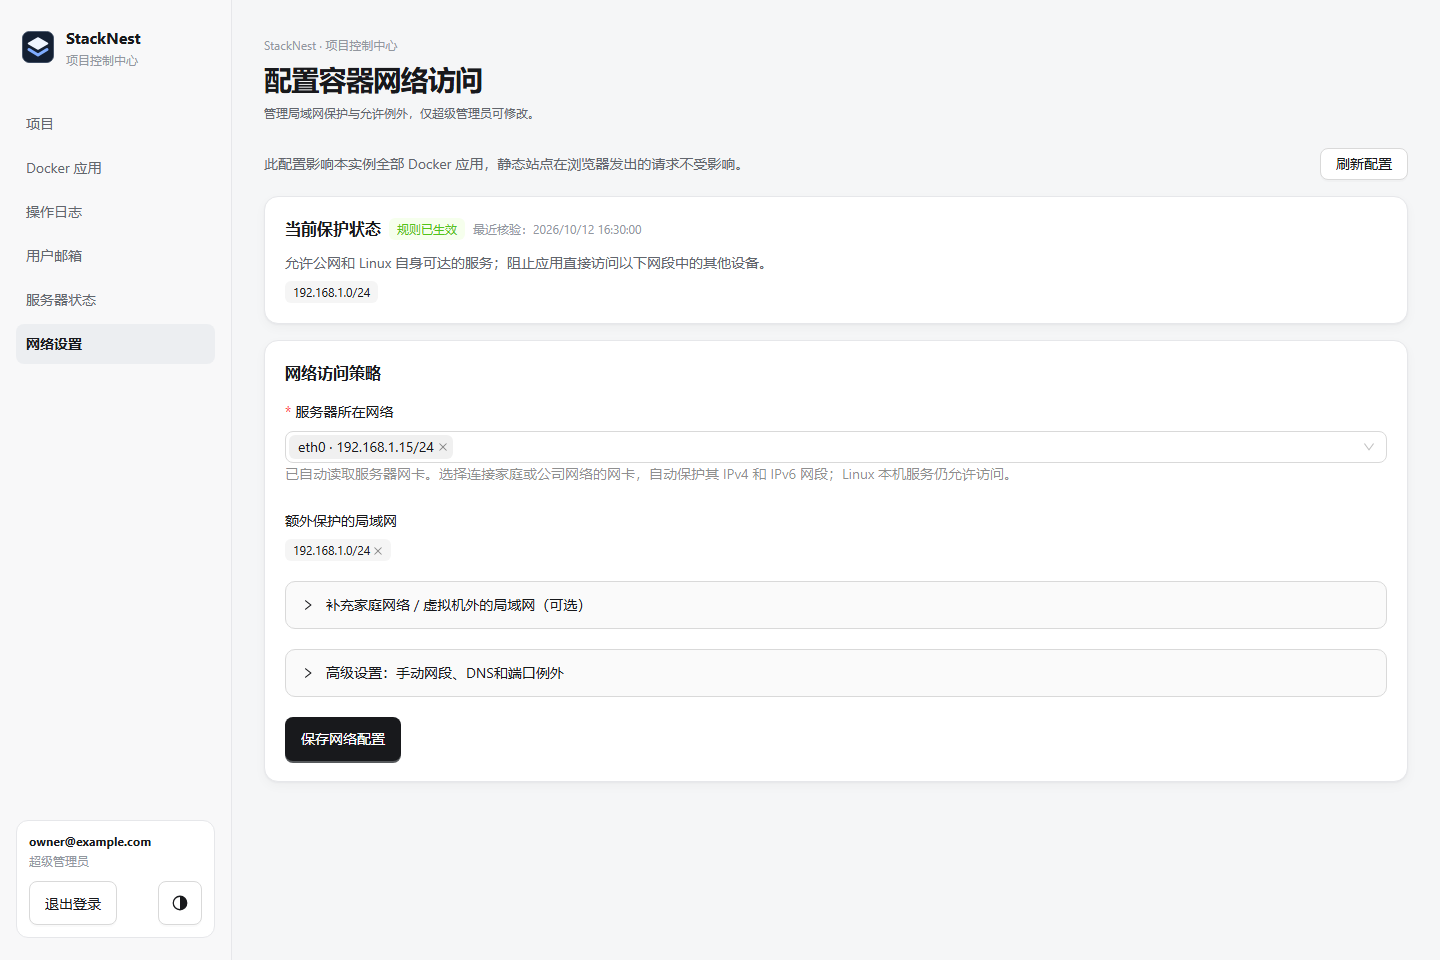 StackNest
项目控制中心
项目
Docker 应用
操作日志
用户邮箱
服务器状态
网络设置
owner@example.com
超级管理员
退出登录
StackNest · 项目控制中心
配置容器网络访问
管理局域网保护与允许例外，仅超级管理员可修改。
此配置影响本实例全部 Docker 应用，静态站点在浏览器发出的请求不受影响。
刷新配置
当前保护状态 规则已生效 最近核验：2026/10/12 16:30:00
允许公网和 Linux 自身可达的服务；阻止应用直接访问以下网段中的其他设备。
192.168.1.0/24
网络访问策略
* 服务器所在网络
eth0 · 192.168.1.15/24
已自动读取服务器网卡。选择连接家庭或公司网络的网卡，自动保护其 IPv4 和 IPv6 网段；Linux 本机服务仍允许访问。
额外保护的局域网
192.168.1.0/24
补充家庭网络 / 虚拟机外的局域网（可选）
高级设置：手动网段、DNS和端口例外
保存网络配置